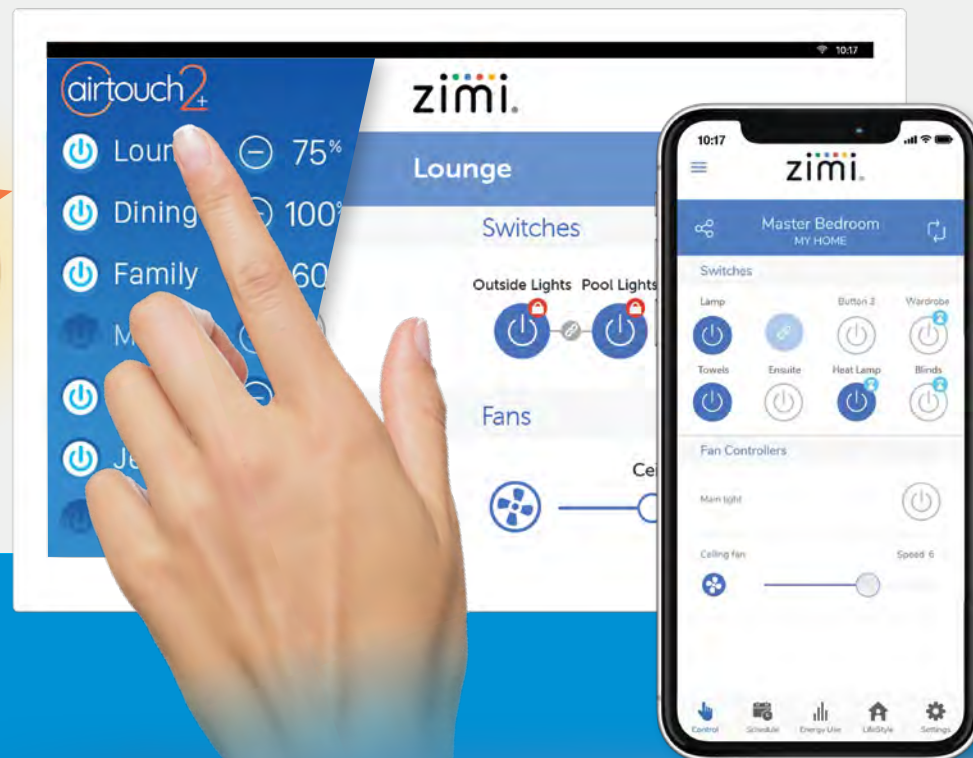 10:17
airtouch2+
Loun
75%
Dining
100%
Family
60
M
Je
zimi.
Lounge
Switches
Outside Lights Pool Lights
Fans
Cei
10:17
zimi.
Master Bedroom
MY HOME
Switches
Lamp Button 3 Wardrobe
Towels Ensuite Heat Lamp Blinds
Fan Controllers
Main light
Ceiling fan Speed 6
Control Schedule Energy Use LifeStyle Settings